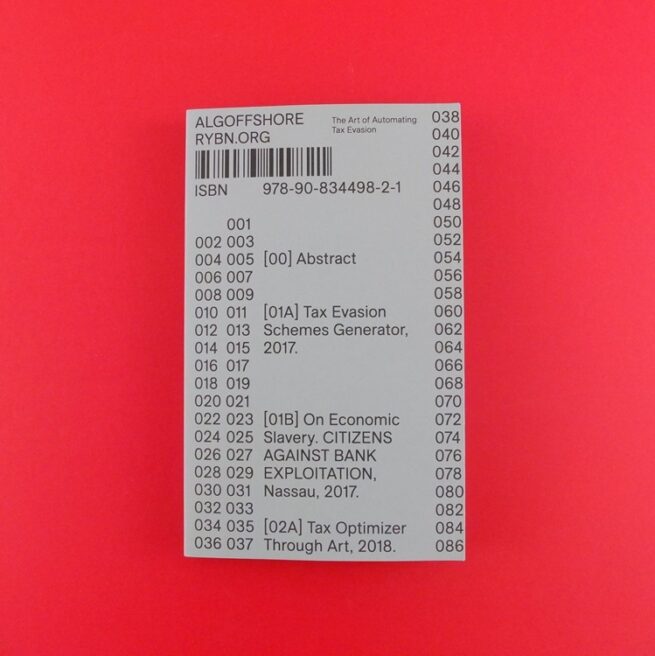 ALGOFFSHORE
RYBN.ORG
The Art of Automating
Tax Evasion
ISBN 978-90-834498-2-1
001
002 003
004 005 [00] Abstract
006 007
008 009
010 011 [01A] Tax Evasion
012 013 Schemes Generator,
014 015 2017.
016 017
018 019
020 021
022 023 [01B] On Economic
024 025 Slavery. CITIZENS
026 027 AGAINST BANK
028 029 EXPLOITATION,
030 031 Nassau, 2017.
032 033
034 035 [02A] Tax Optimizer
036 037 Through Art, 2018.
038
040
042
044
046
048
050
052
054
056
058
060
062
064
066
068
070
072
074
076
078
080
082
084
086